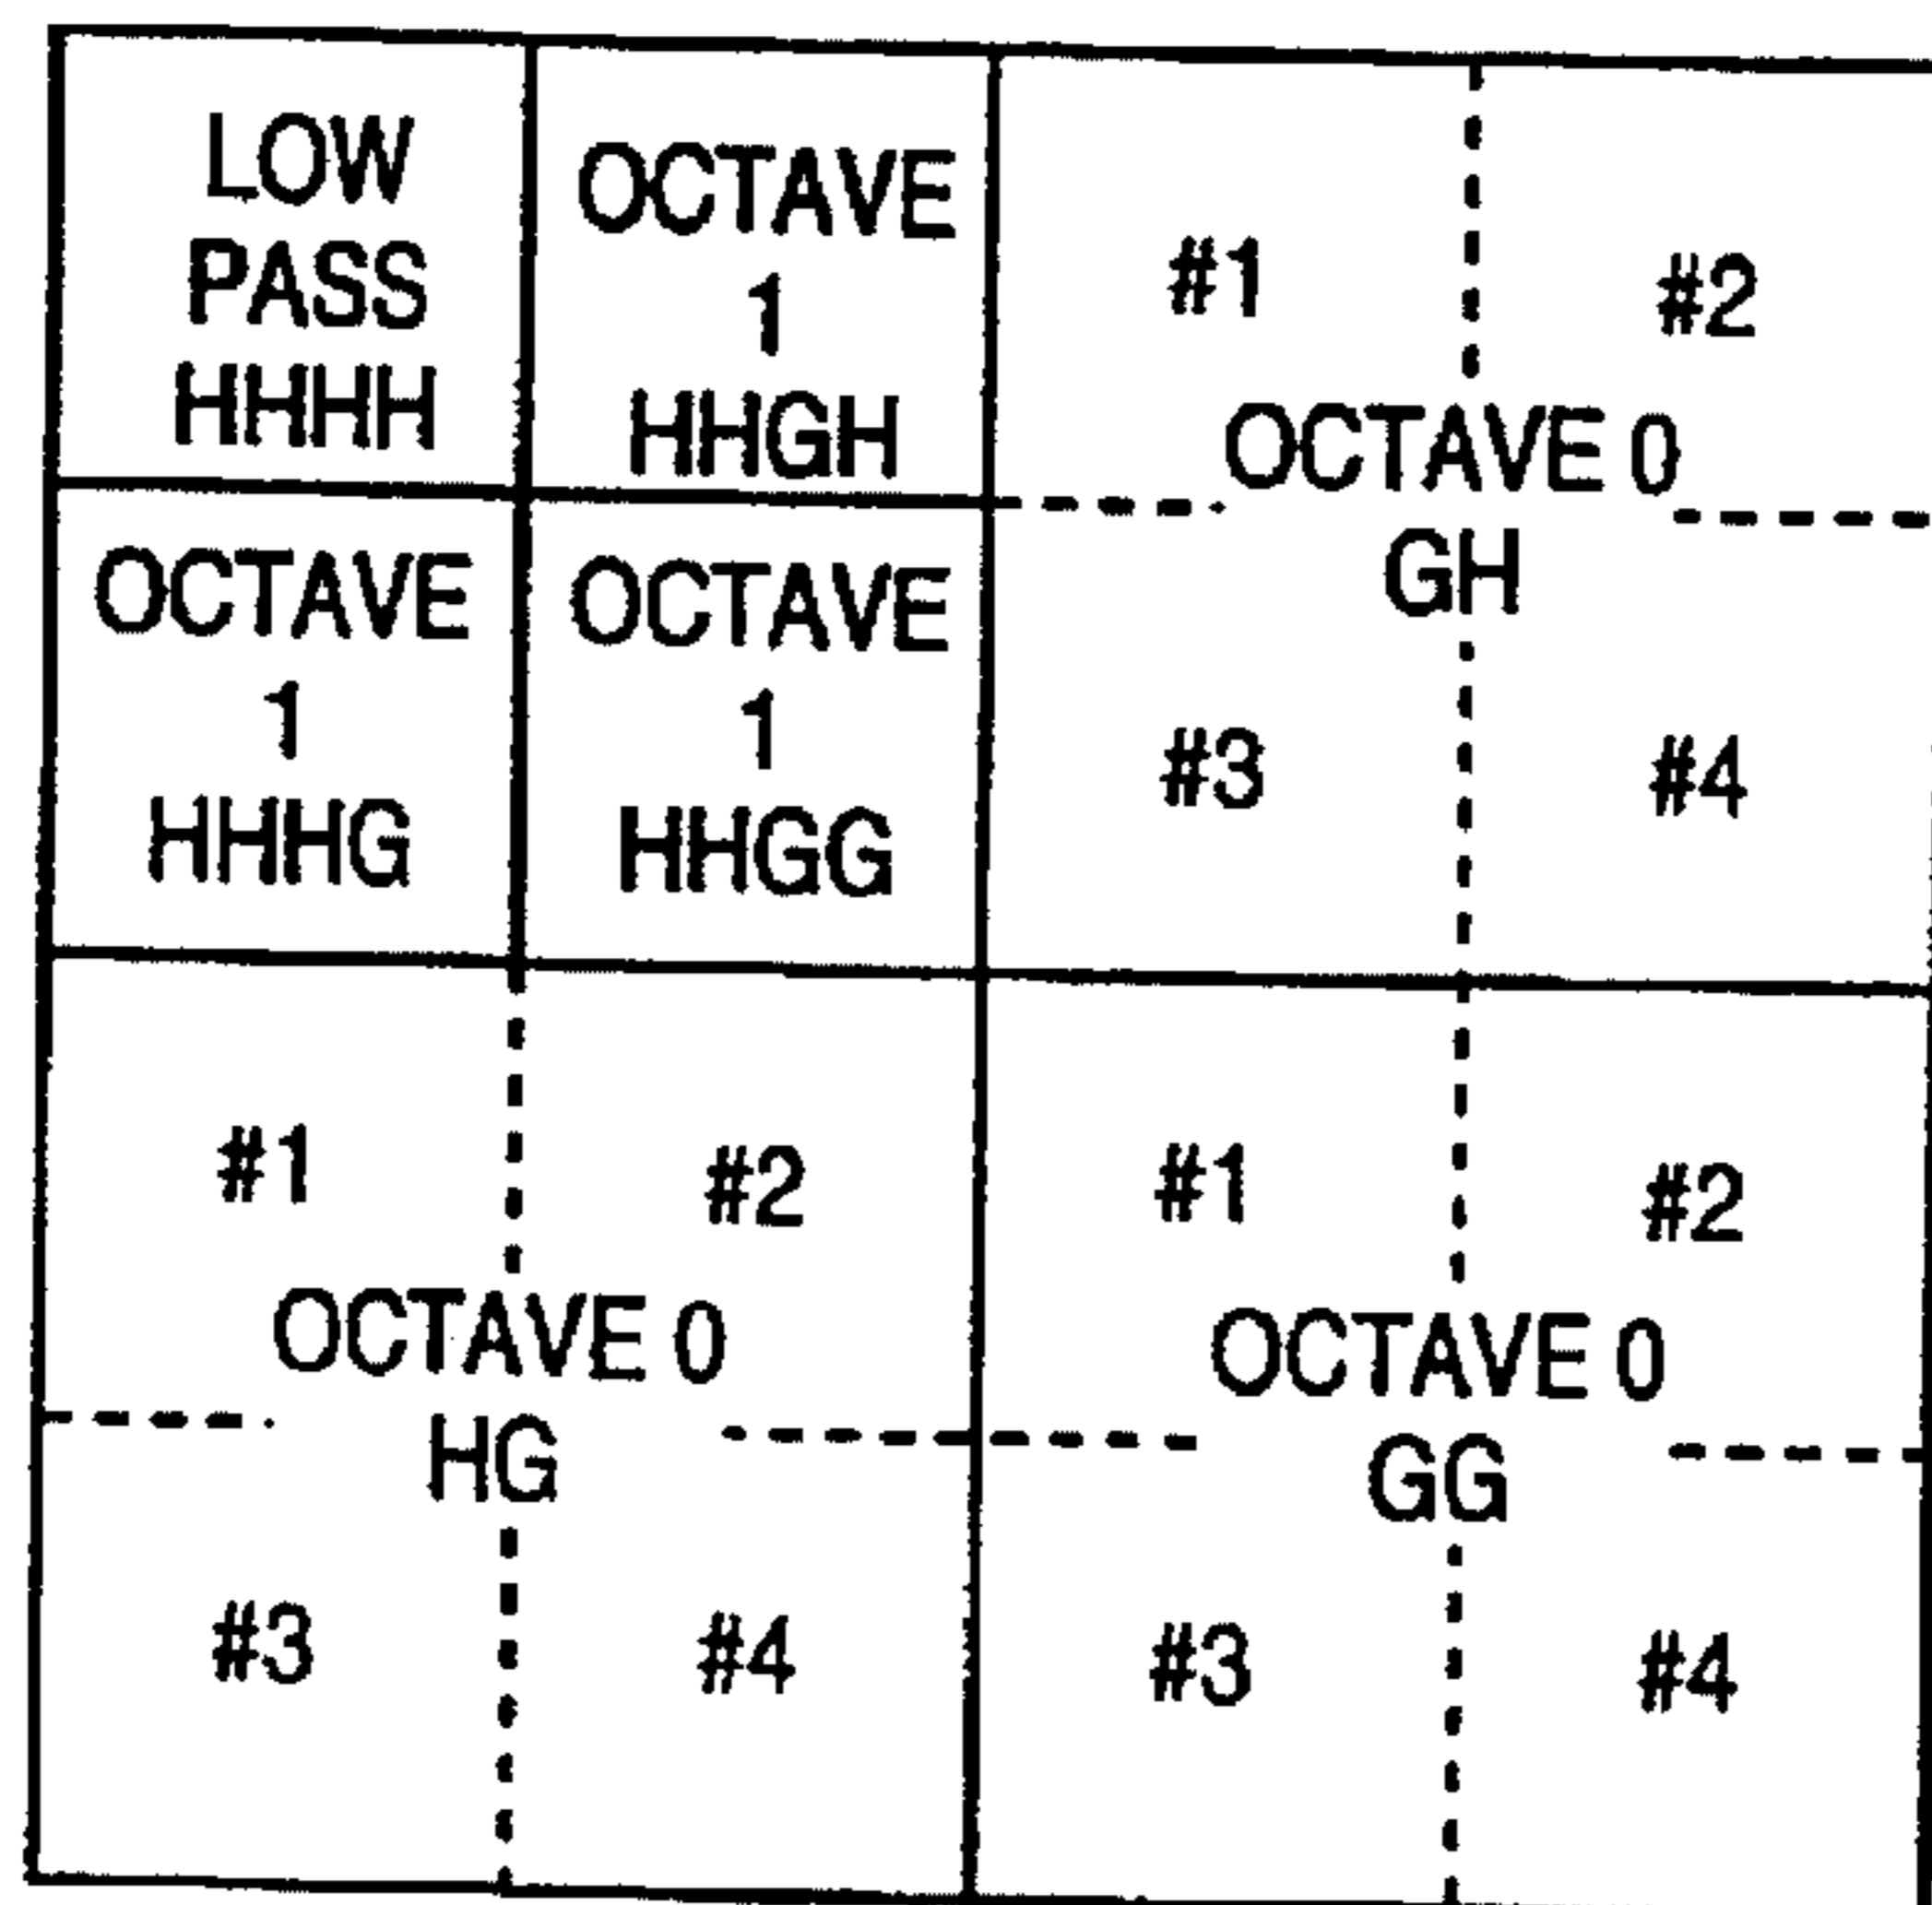 LOW
PASS
HHHH
OCTAVE
1
HHGH
#1
#2
OCTAVE 0
GH
#3
#4
OCTAVE
1
HHHG
OCTAVE
1
HHGG
#1
#2
OCTAVE 0
HG
#3
#4
#1
#2
OCTAVE 0
GG
#3
#4